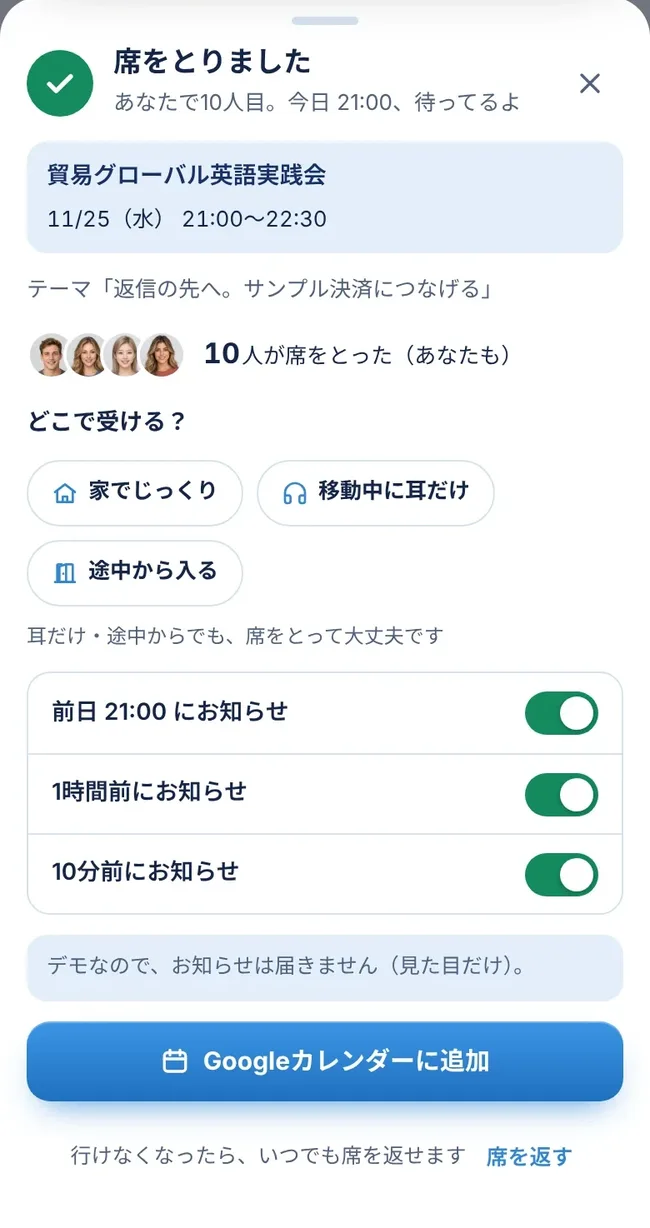 席をとりました
あなたで10人目。今日 21:00、待ってるよ
貿易グローバル英語実践会
11/25（水） 21:00〜22:30
テーマ「返信の先へ。サンプル決済につなげる」
10人が席をとった（あなたも）
どこで受ける？
家でじっくり
移動中に耳だけ
途中から入る
耳だけ・途中からでも、席をとって大丈夫です
前日 21:00 にお知らせ
1時間前にお知らせ
10分前にお知らせ
デモなので、お知らせは届きません（見た目だけ）。
Googleカレンダーに追加
行けなくなったら、いつでも席を返せます 席を返す